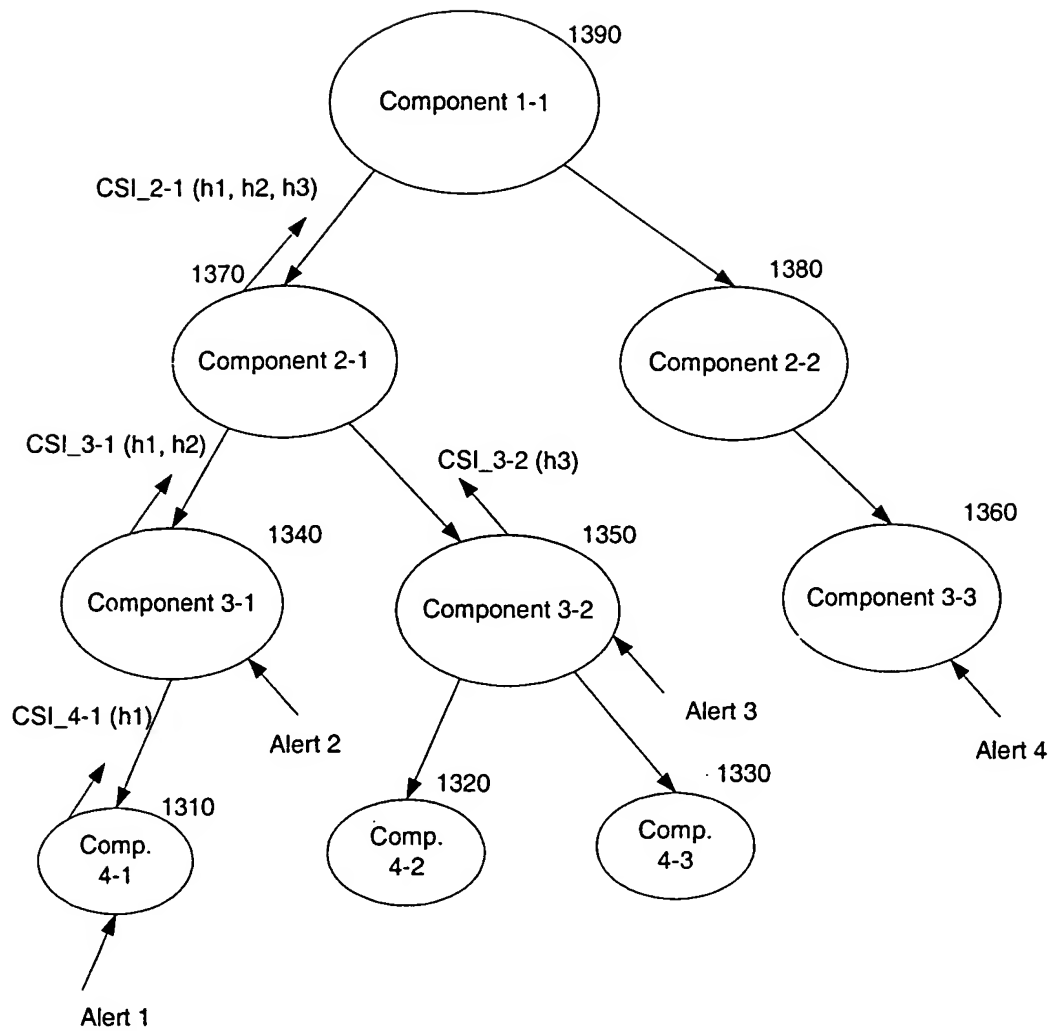 1390
Component 1-1
CSI_2-1 (h1, h2, h3)
1370
1380
Component 2-1
Component 2-2
CSI_3-1 (h1, h2)
CSI_3-2 (h3)
1340
1350
1360
Component 3-1
Component 3-2
Component 3-3
CSI_4-1 (h1)
Alert 2
Alert 3
Alert 4
1310
1320
1330
Comp.
4-1
Comp.
4-2
Comp.
4-3
Alert 1